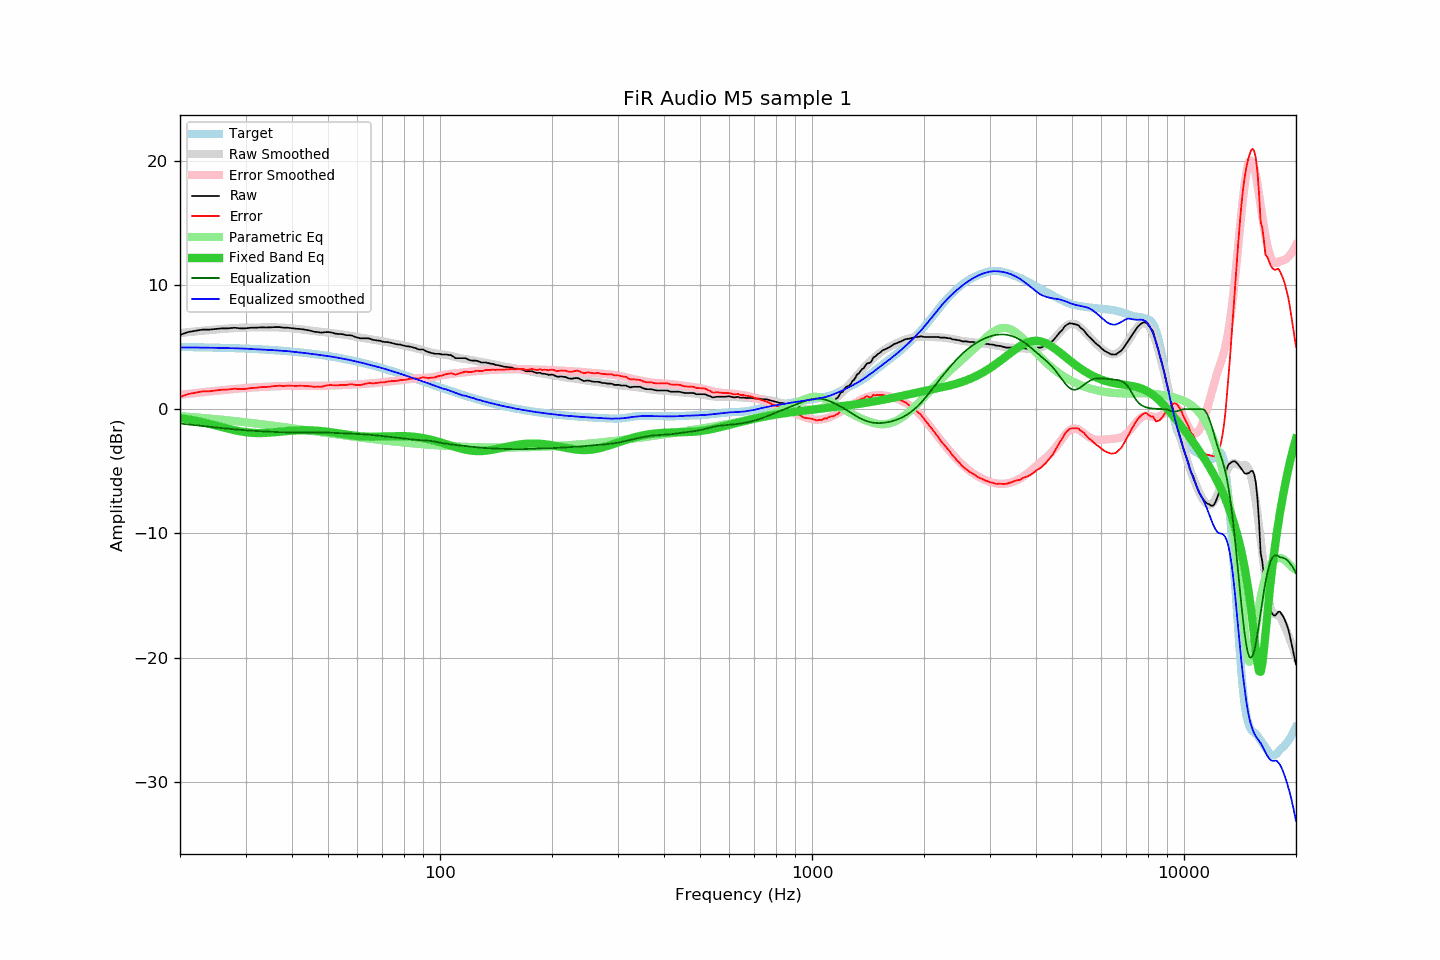 FiR Audio M5 sample 1
Target
Raw Smoothed
Error Smoothed
Raw
Error
Parametric Eq
Fixed Band Eq
Equalization
Equalized smoothed
20
10
0
−10
−20
−30
Amplitude (dBr)
100
1000
10000
Frequency (Hz)